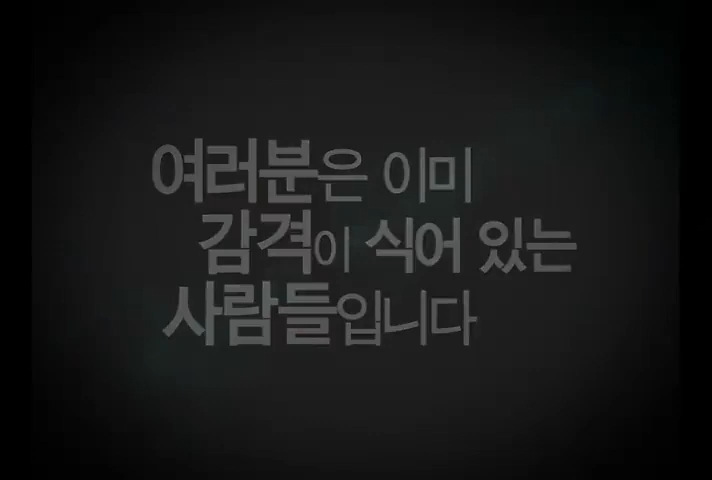 여러분은 이미
감격이 식어 있는
사람들입니다